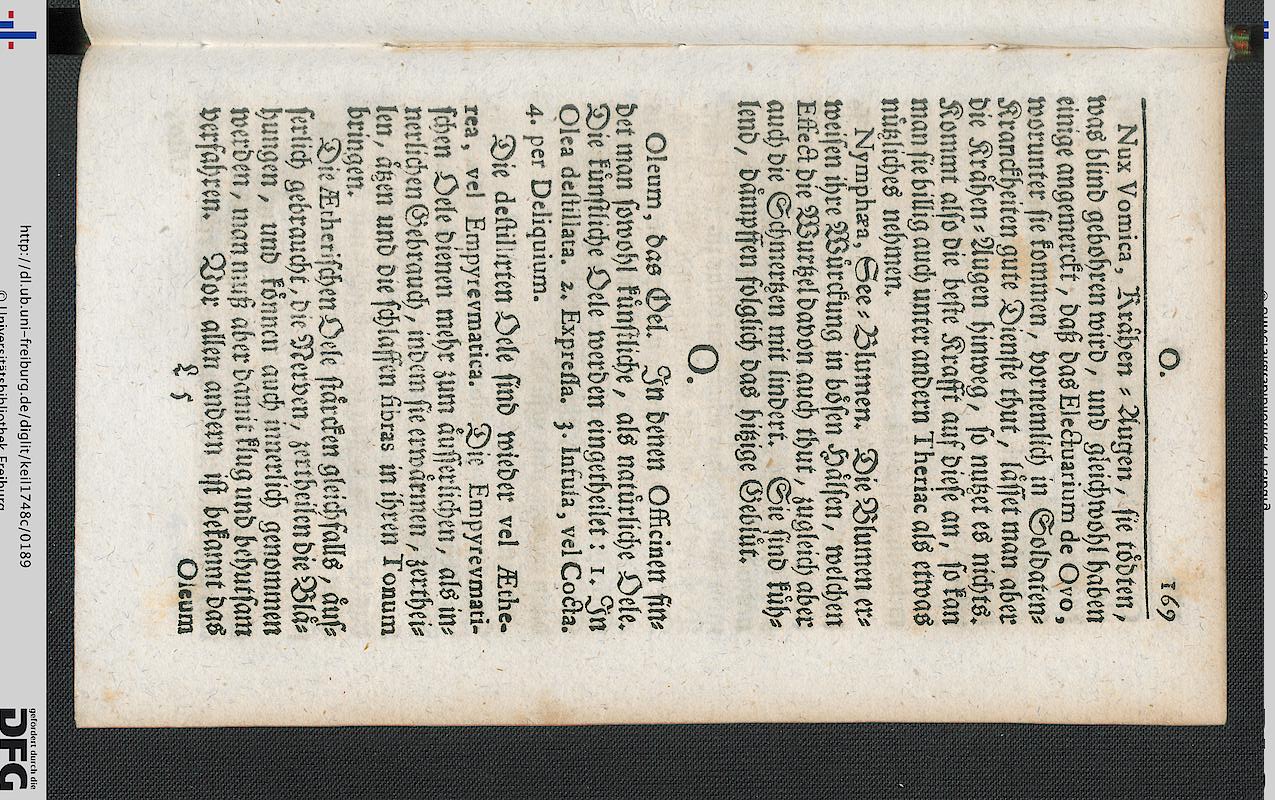 O. 169
Nux Vomica, Krähen-Augen, sie tödten,
was blind gebohren wird, und gleichwohl haben
einige angemerckt, daß das Electuarium de Ovo,
worunter sie kommen, vornemlich in Soldaten-
Kranckheiten gute Dienste thut, lässet man aber
die Krähen-Augen hinweg, so nutzet es nichts.
Kommt also die beste Krafft auf diese an, so kan
man sie billig auch unter andern Theriac als etwas
nützliches nehmen.
Nymphæa, See-Blumen. Die Blumen er-
weisen ihre Würckung in bösen Hälsen, welchen
Effect die Wurtzel davon auch thut, zugleich aber
auch die Schmertzen mit lindert. Sie sind küh-
lend, dämpffen folglich das hitzige Geblüt.
O.
Oleum, das Oel. In denen Officinen fin-
det man sowohl künstliche, als natürliche Oele.
Die künstliche Oele werden eingetheilet: 1. In
Olea destillata. 2. Expressa. 3. Infusa, vel Cocta.
4. per Deliquium.
Die destilirten Oele sind wieder vel Æthe-
rea, vel Empyrevmatica. Die Empyrevmati-
schen Oele denen mehr zum äusserlichen, als in-
nerlichen Gebrauch, indem sie erwärmen, zerthei-
len, ätzen und die schlaffen fibras in ihren Tonum
bringen.
Die Ætherischen Oele stärcken gleichfalls, äus-
serlich gebraucht, die Nerven, zertheilen die Blä-
hungen, und können auch innerlich genommen
werden, man muß aber damit klug und behutsam
verfahren. Vor allen andern ist bekannt das
L 5 Oleum
http://dl.ub.uni-freiburg.de/diglit/keil1748c/0189
© Universitätsbibliothek Freiburg
gefördert durch die
DFG